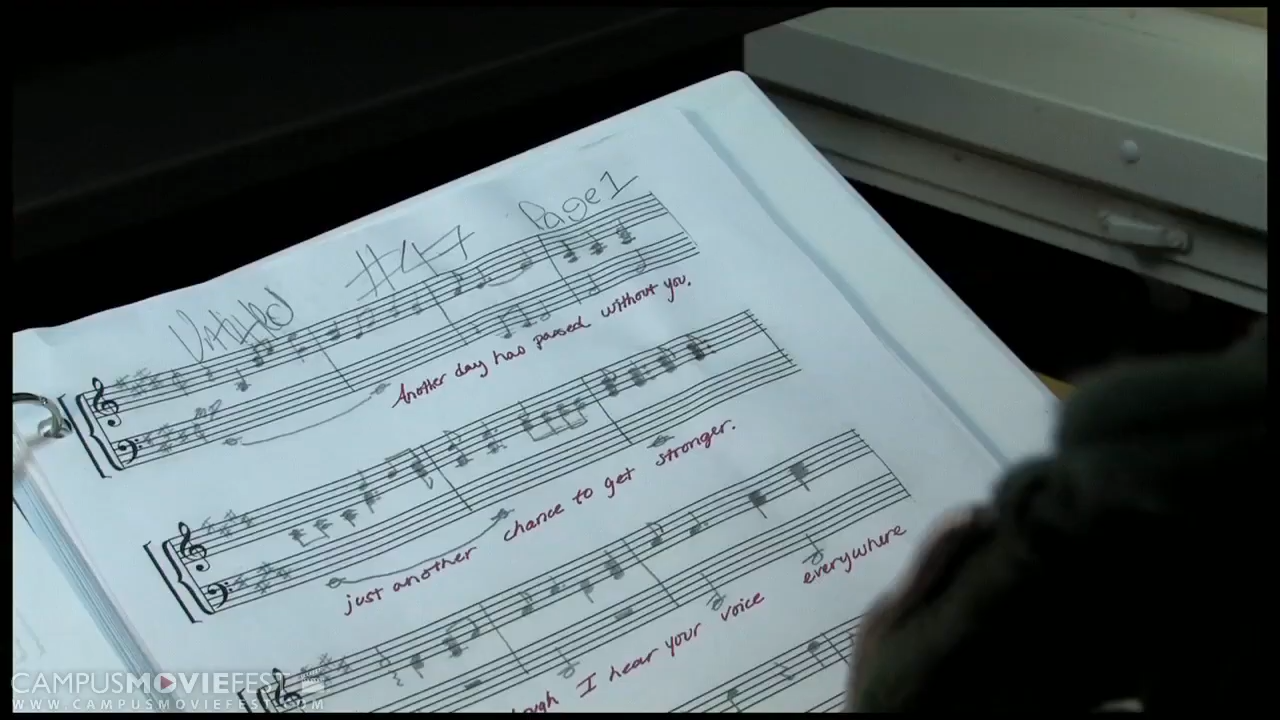 Untitled #47 Page 1
Another day has passed without you.
just another chance to get stronger.
I hear your voice everywhere
CAMPUSMOVIEFEST
WWW.CAMPUSMOVIEFEST.COM